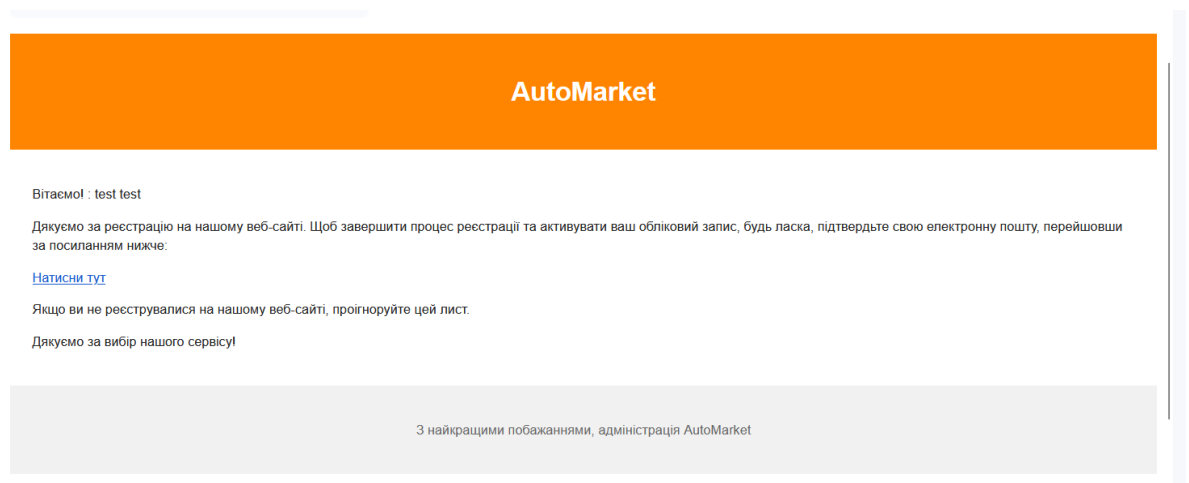 AutoMarket
Вітаємо! : test test
Дякуємо за реєстрацію на нашому веб-сайті. Щоб завершити процес реєстрації та активувати ваш обліковий запис, будь ласка, підтвердьте свою електронну пошту, перейшовши
за посиланням нижче:
Натисни тут
Якщо ви не реєструвалися на нашому веб-сайті, проігноруйте цей лист.
Дякуємо за вибір нашого сервісу!
З найкращими побажаннями, адміністрація AutoMarket